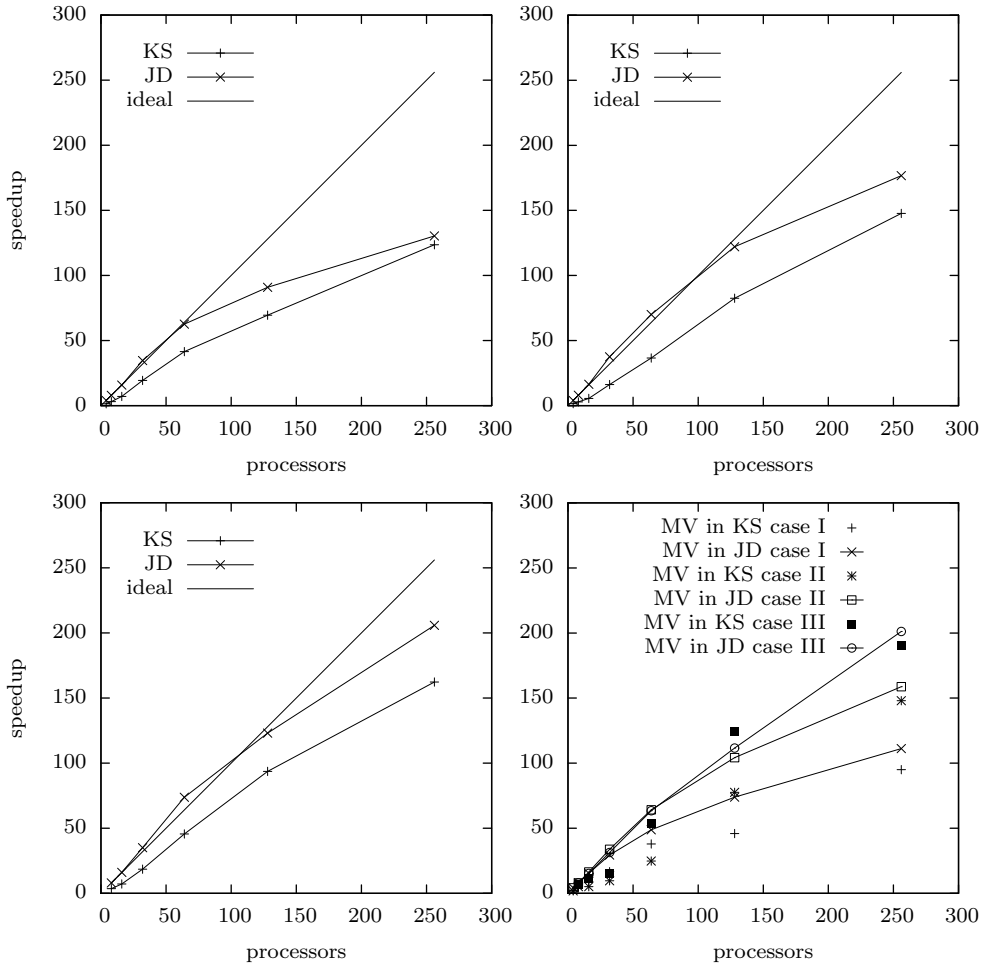 300
250
200
150
100
50
0
0 50 100 150 200 250 300
speedup
processors
KS
JD
ideal
300
250
200
150
100
50
0
0 50 100 150 200 250 300
processors
KS
JD
ideal
300
250
200
150
100
50
0
0 50 100 150 200 250 300
speedup
processors
KS
JD
ideal
300
250
200
150
100
50
0
0 50 100 150 200 250 300
processors
MV in KS case I
MV in JD case I
MV in KS case II
MV in JD case II
MV in KS case III
MV in JD case III